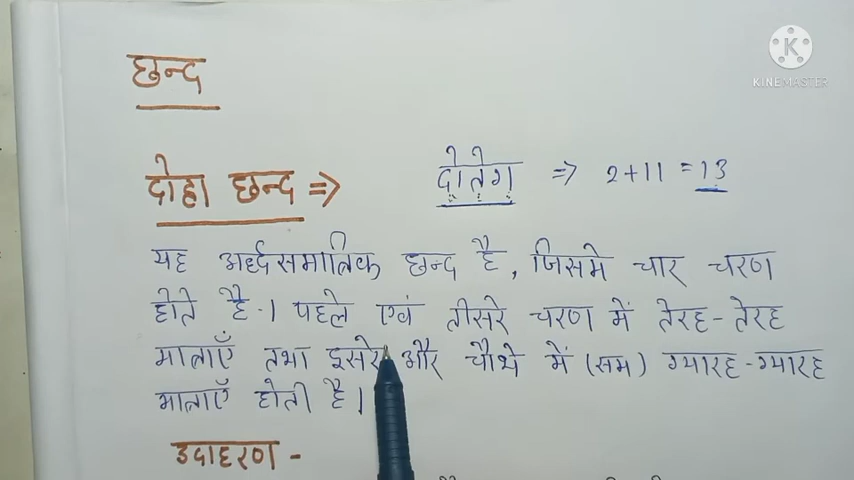 छन्द
KINEMASTER
दोहा छन्द ⇒ दोतेग ⇒ 2+11 = 13
यह अर्ध्दसमात्रिक छन्द है, जिसमे चार चरण
होते है । पहले एवं तीसरे चरण में तेरह-तेरह
मात्राएँ तथा दूसरे और चौथे में (सम) ग्यारह-ग्यारह
मात्राएँ होती है ।
उदाहरण -